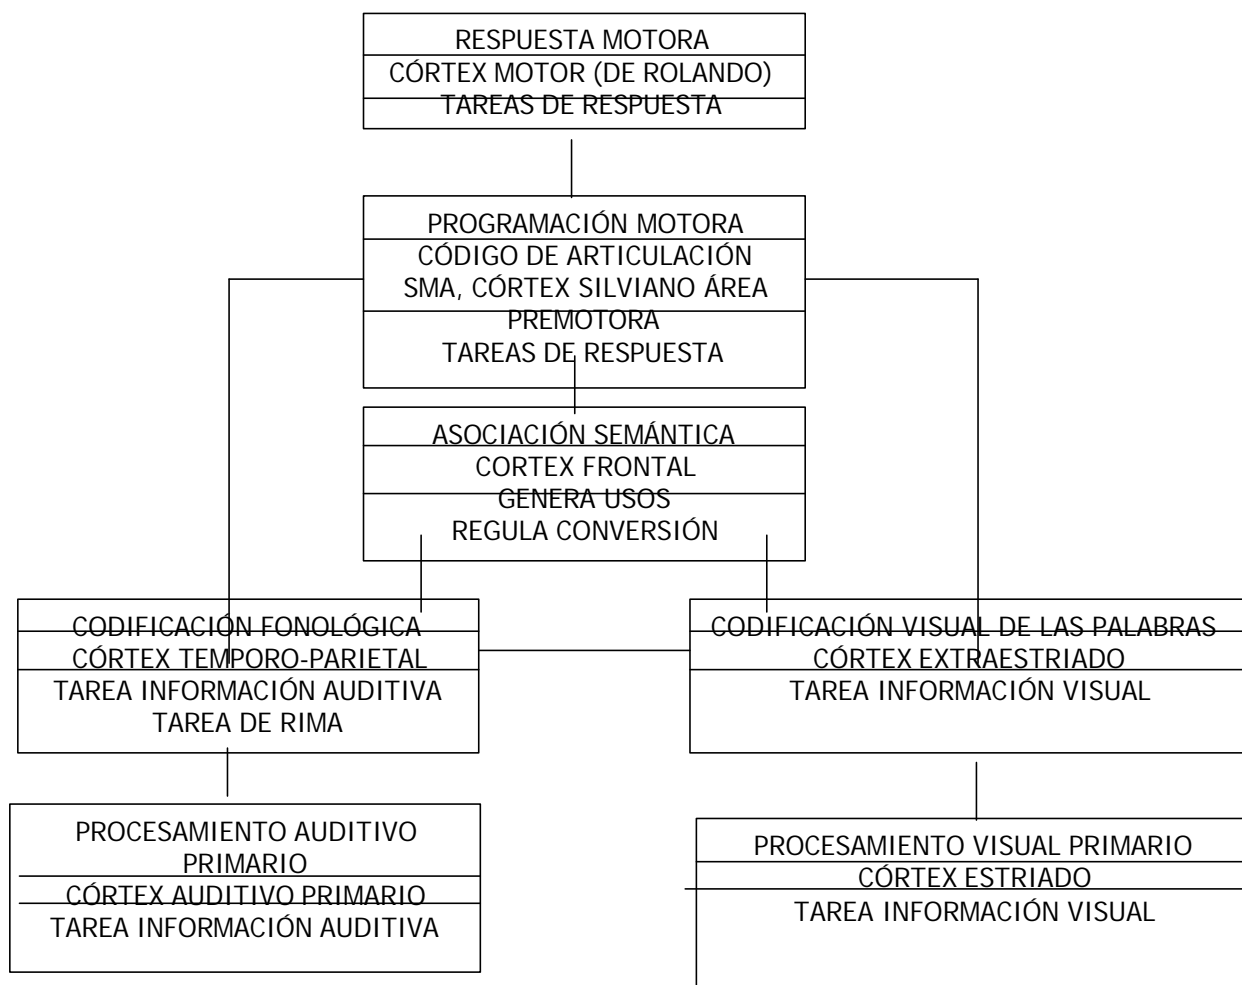 RESPUESTA MOTORA
CÓRTEX MOTOR (DE ROLANDO)
TAREAS DE RESPUESTA
PROGRAMACIÓN MOTORA
CÓDIGO DE ARTICULACIÓN
SMA, CÓRTEX SILVIANO ÁREA
PREMOTORA
TAREAS DE RESPUESTA
ASOCIACIÓN SEMÁNTICA
CORTEX FRONTAL
GENERA USOS
REGULA CONVERSIÓN
CODIFICACIÓN FONOLÓGICA
CÓRTEX TEMPORO-PARIETAL
TAREA INFORMACIÓN AUDITIVA
TAREA DE RIMA
CODIFICACIÓN VISUAL DE LAS PALABRAS
CÓRTEX EXTRAESTRIADO
TAREA INFORMACIÓN VISUAL
PROCESAMIENTO AUDITIVO
PRIMARIO
CÓRTEX AUDITIVO PRIMARIO
TAREA INFORMACIÓN AUDITIVA
PROCESAMIENTO VISUAL PRIMARIO
CÓRTEX ESTRIADO
TAREA INFORMACIÓN VISUAL